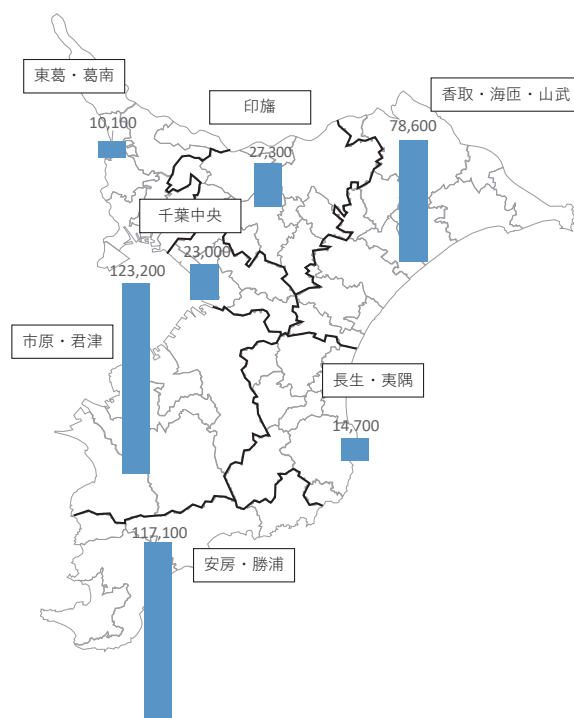 東葛・葛南
10,100
印旛
27,300
香取・海匝・山武
78,600
千葉中央
23,000
123,200
市原・君津
長生・夷隅
14,700
117,100
安房・勝浦